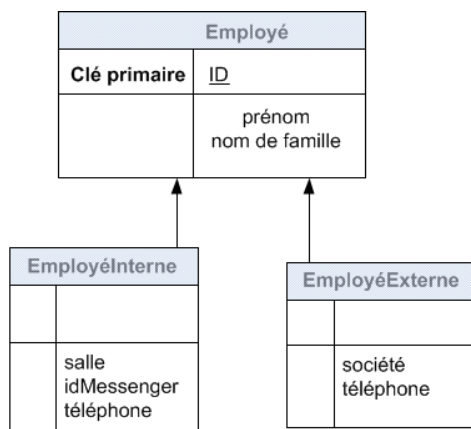 Employé
Clé primaire ID
prénom
nom de famille
EmployéInterne
salle
idMessenger
téléphone
EmployéExterne
société
téléphone